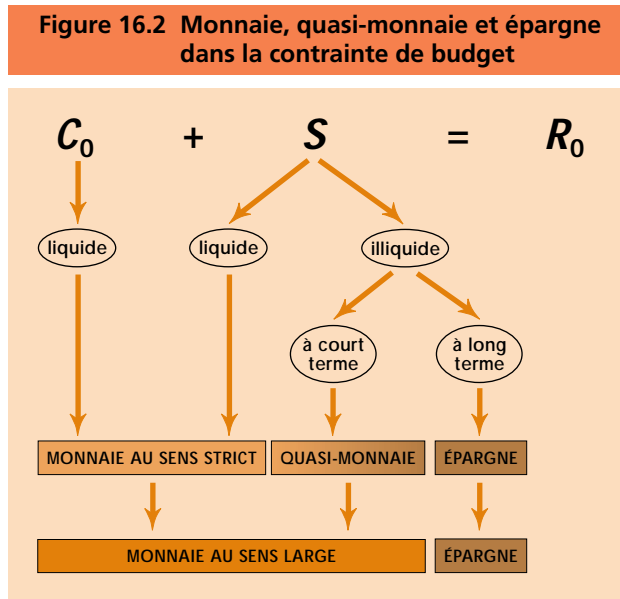 Figure 16.2 Monnaie, quasi-monnaie et épargne
dans la contrainte de budget
C₀ + S = R₀
liquide liquide illiquide
à court
terme
à long
terme
MONNAIE AU SENS STRICT QUASI-MONNAIE ÉPARGNE
MONNAIE AU SENS LARGE ÉPARGNE